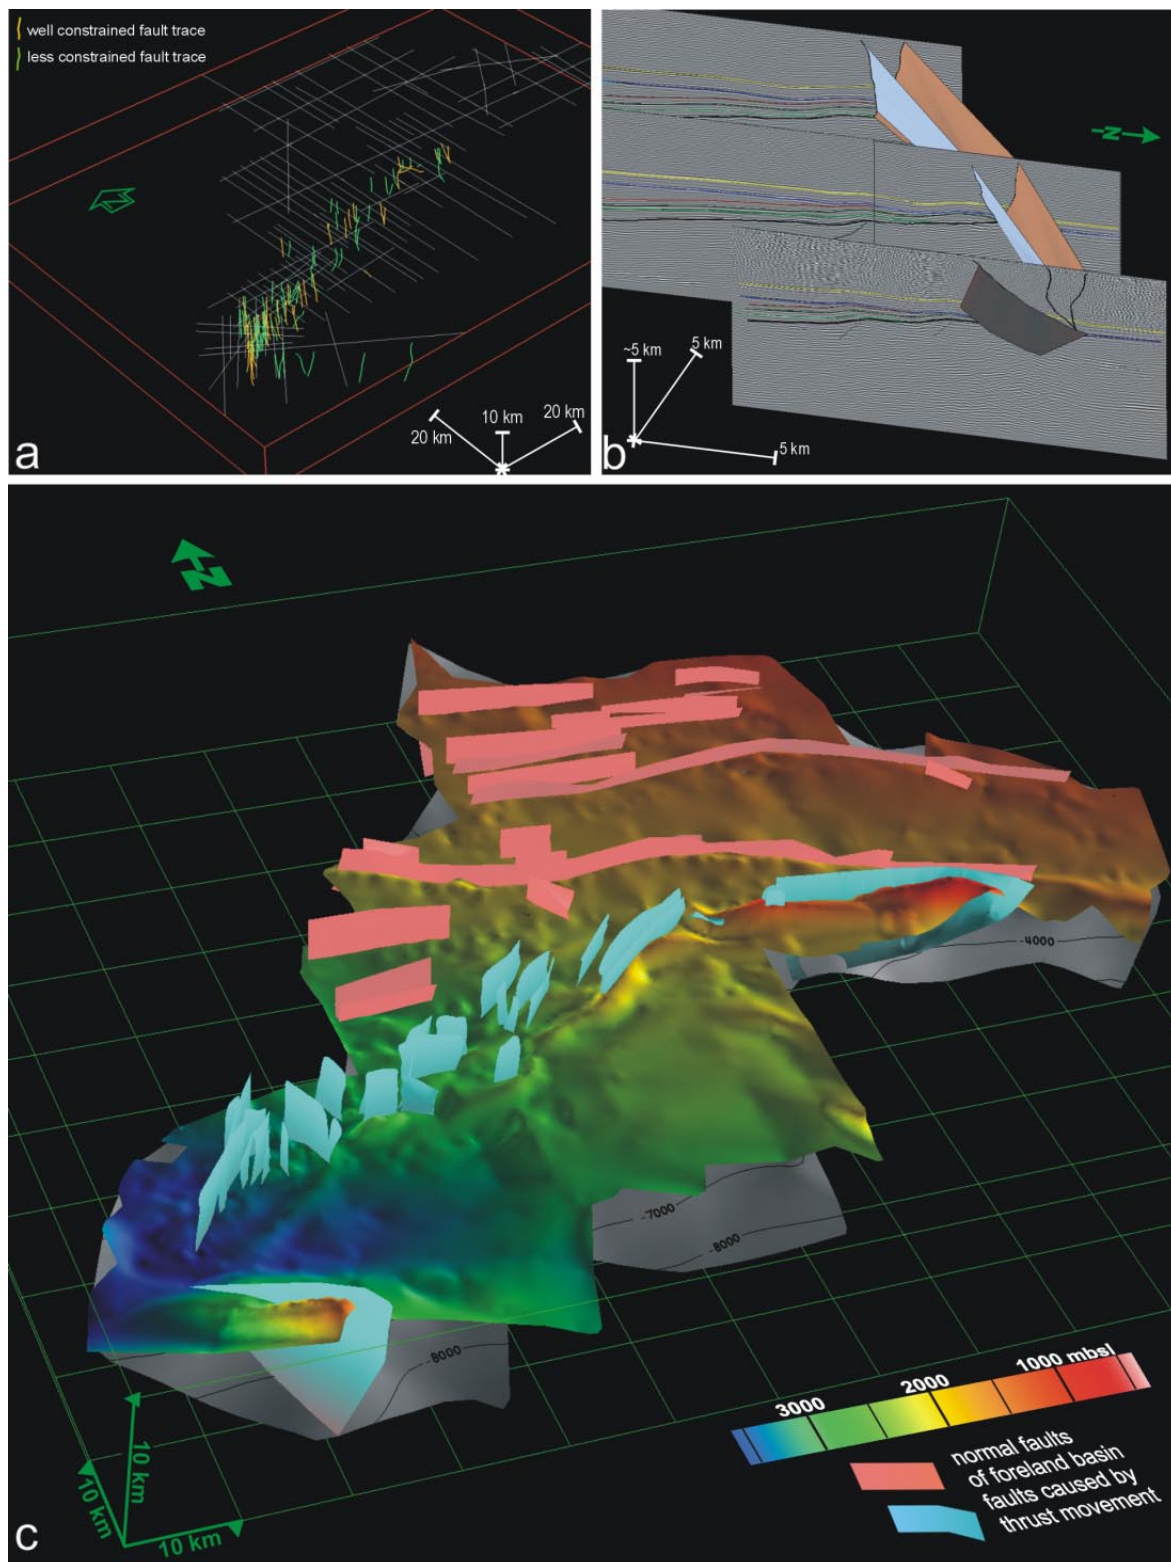 well constrained fault trace
less constrained fault trace
N
20 km
10 km
20 km
a
N
~5 km
5 km
5 km
b
N
-4000
-7000
-8000
-8000
3000
2000
1000 mbsl
normal faults
of foreland basin
faults caused by
thrust movement
10 km
10 km
10 km
c